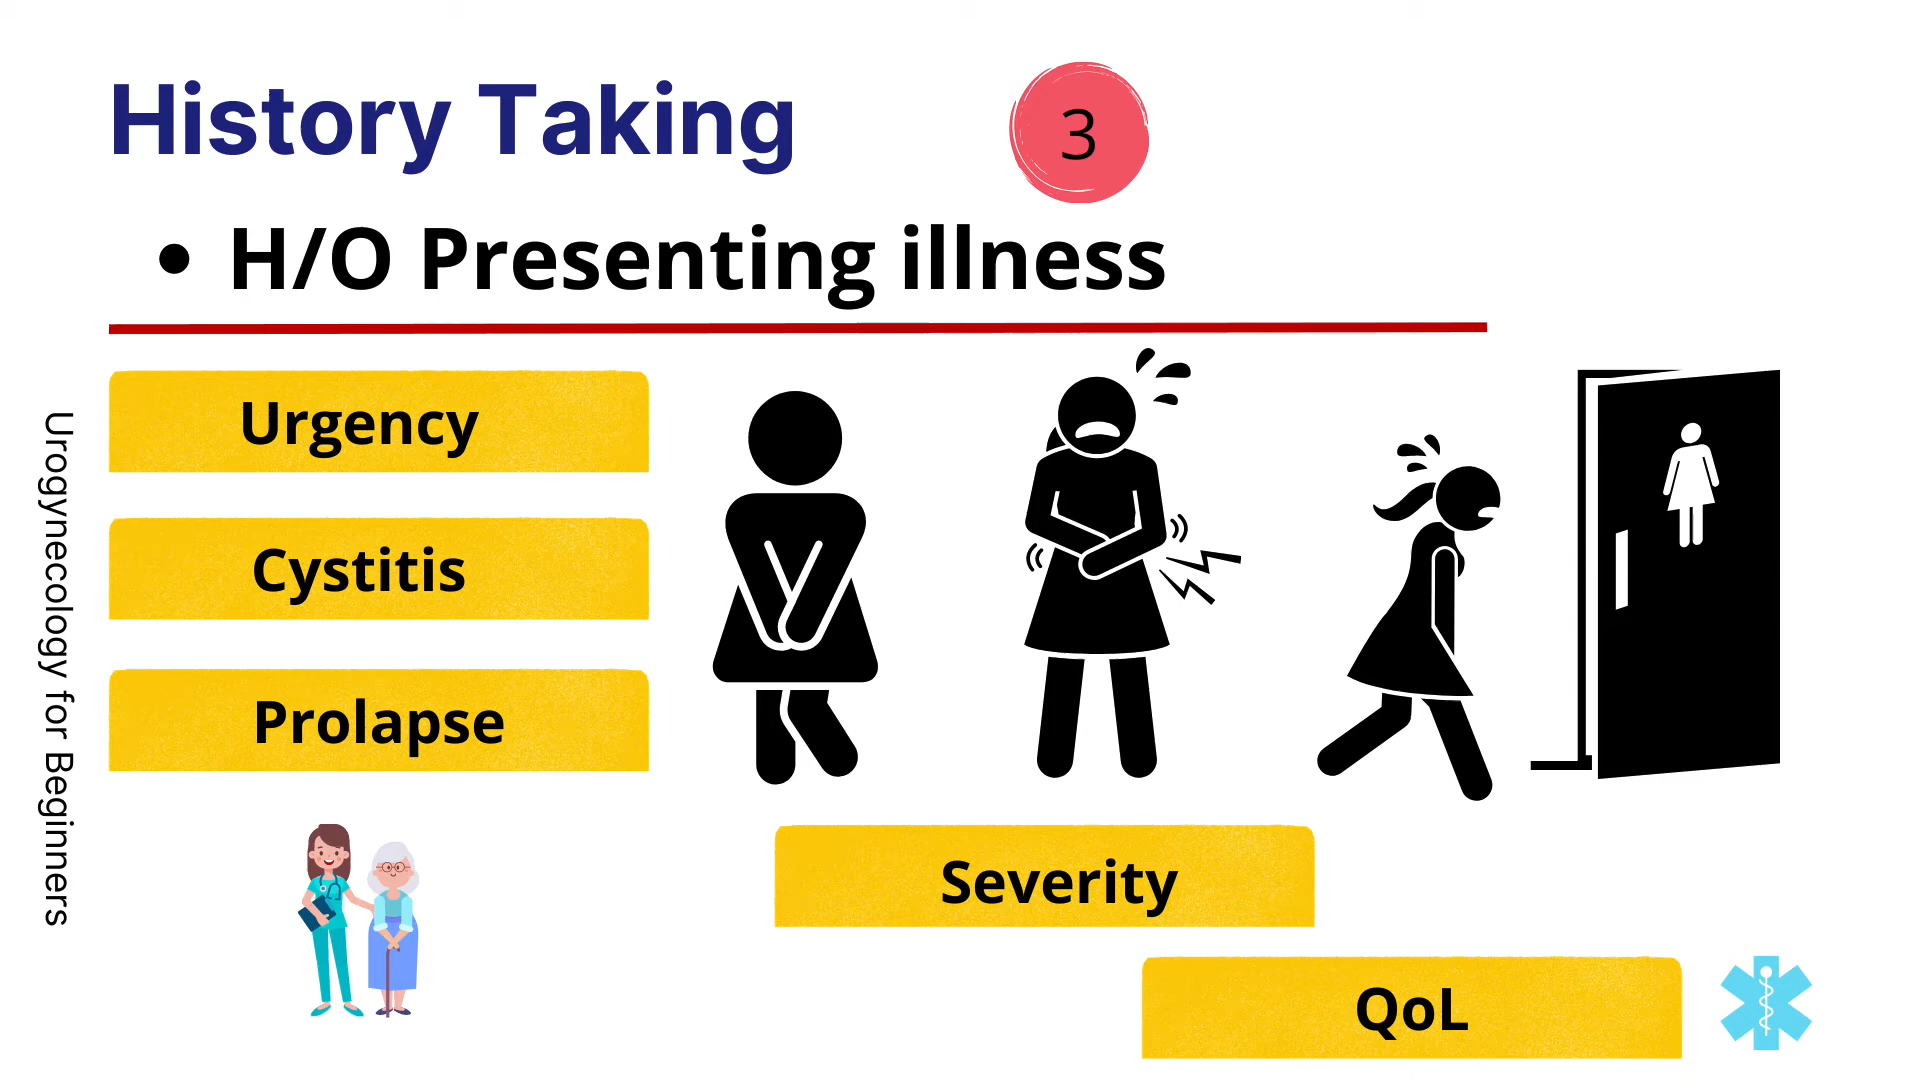 History Taking
3
• H/O Presenting illness
Urgency
Cystitis
Prolapse
Severity
QoL
Urogynecology for Beginners